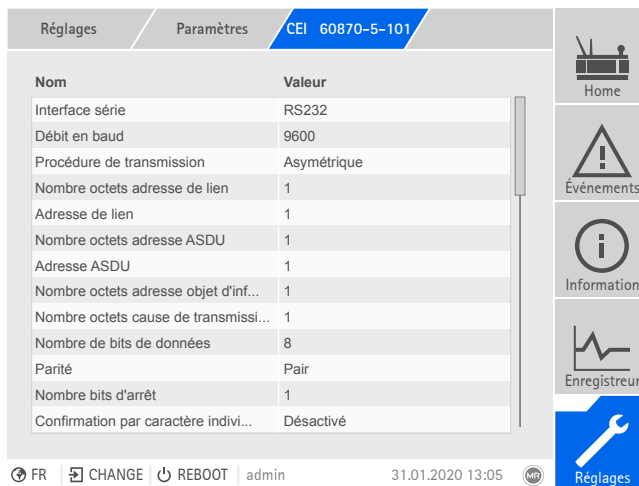 Réglages Paramètres CEI 60870-5-101
Nom Valeur
Interface série RS232
Débit en baud 9600
Procédure de transmission Asymétrique
Nombre octets adresse de lien 1
Adresse de lien 1
Nombre octets adresse ASDU 1
Adresse ASDU 1
Nombre octets adresse objet d'inf... 1
Nombre octets cause de transmissi... 1
Nombre de bits de données 8
Parité Pair
Nombre bits d'arrêt 1
Confirmation par caractère indivi... Désactivé
Home
Événements
Information
Enregistreur
Réglages
FR CHANGE REBOOT admin 31.01.2020 13:05 MR